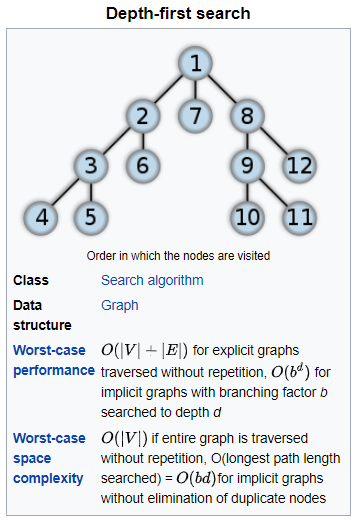 Depth-first search
1
2 7 8
3 6 9 12
4 5 10 11
Order in which the nodes are visited
Class Search algorithm
Data Graph
structure
Worst-case O(|V| + |E|) for explicit graphs
performance traversed without repetition, O(bᵈ) for
implicit graphs with branching factor b
searched to depth d
Worst-case O(|V|) if entire graph is traversed
space without repetition, O(longest path length
complexity searched) = O(bd)for implicit graphs
without elimination of duplicate nodes